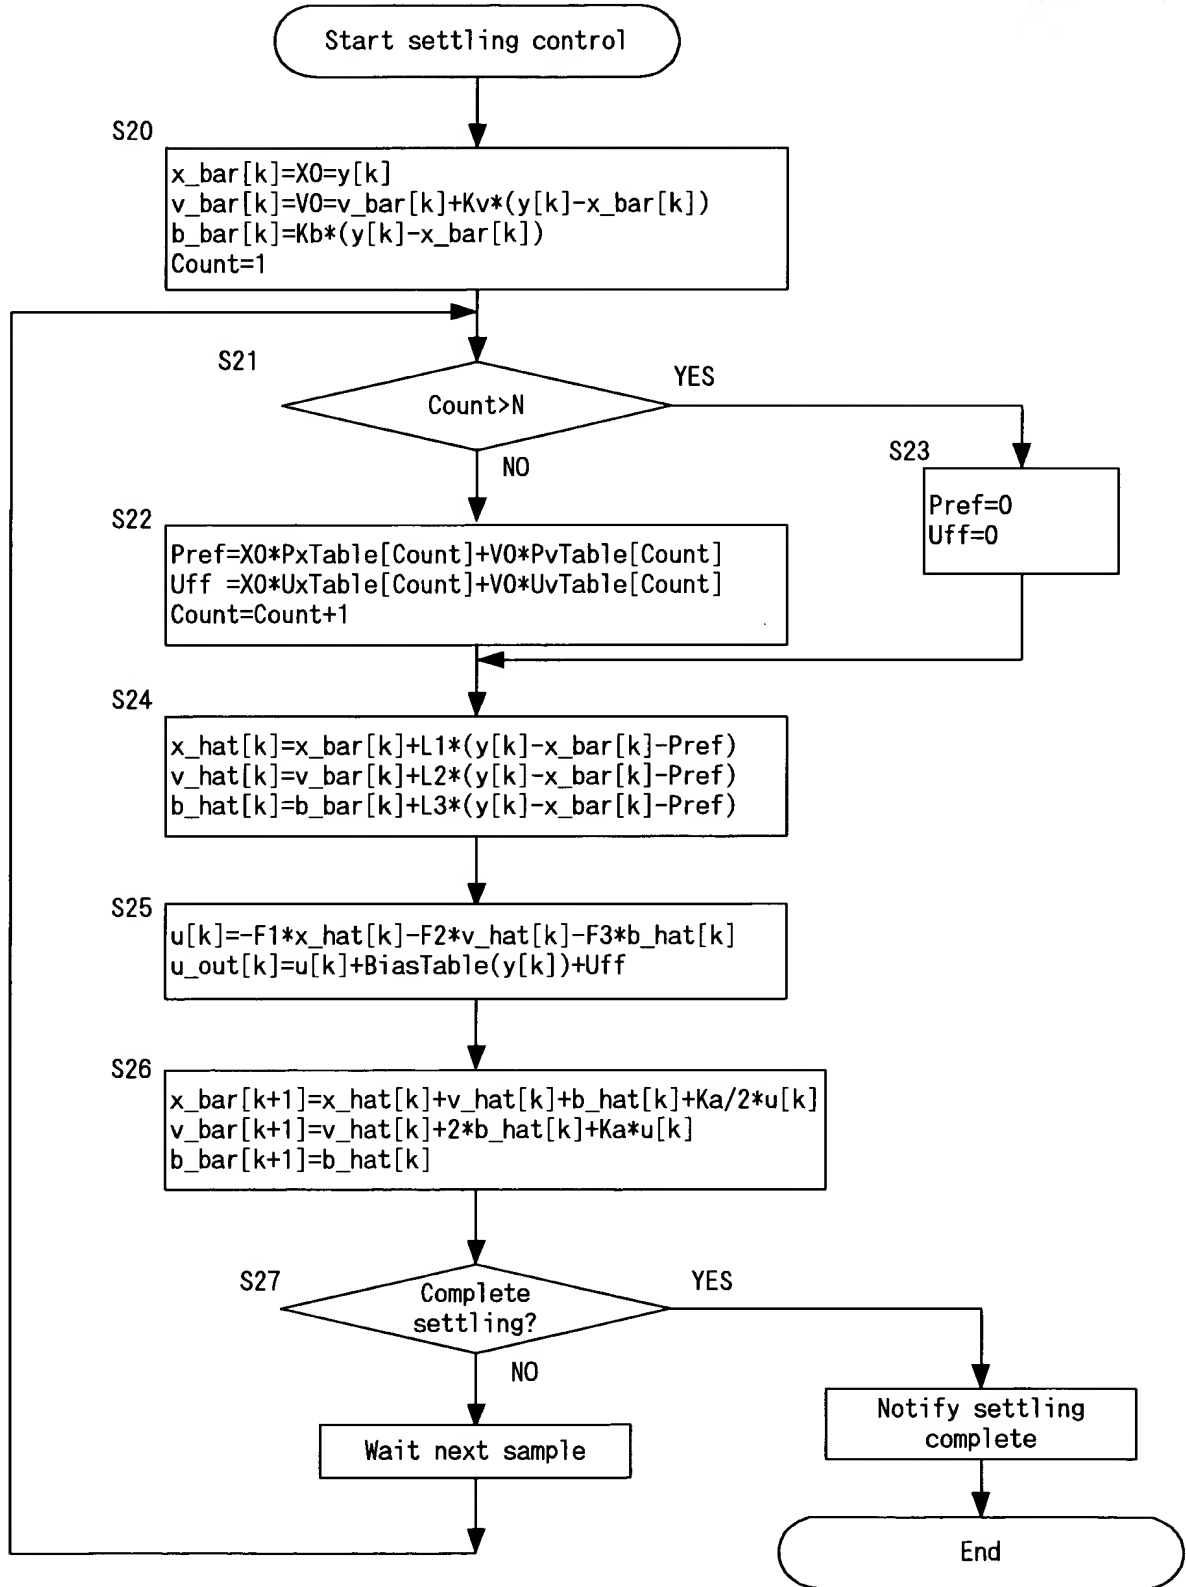 Start settling control
S20
x_bar[k]=X0=y[k]
v_bar[k]=V0=v_bar[k]+Kv*(y[k]-x_bar[k])
b_bar[k]=Kb*(y[k]-x_bar[k])
Count=1
S21
Count>N
YES
NO
S23
Pref=0
Uff=0
S22
Pref=X0*PxTable[Count]+V0*PvTable[Count]
Uff =X0*UxTable[Count]+V0*UvTable[Count]
Count=Count+1
S24
x_hat[k]=x_bar[k]+L1*(y[k]-x_bar[k]-Pref)
v_hat[k]=v_bar[k]+L2*(y[k]-x_bar[k]-Pref)
b_hat[k]=b_bar[k]+L3*(y[k]-x_bar[k]-Pref)
S25
u[k]=-F1*x_hat[k]-F2*v_hat[k]-F3*b_hat[k]
u_out[k]=u[k]+BiasTable(y[k])+Uff
S26
x_bar[k+1]=x_hat[k]+v_hat[k]+b_hat[k]+Ka/2*u[k]
v_bar[k+1]=v_hat[k]+2*b_hat[k]+Ka*u[k]
b_bar[k+1]=b_hat[k]
S27
Complete
settling?
YES
NO
Wait next sample
Notify settling
complete
End